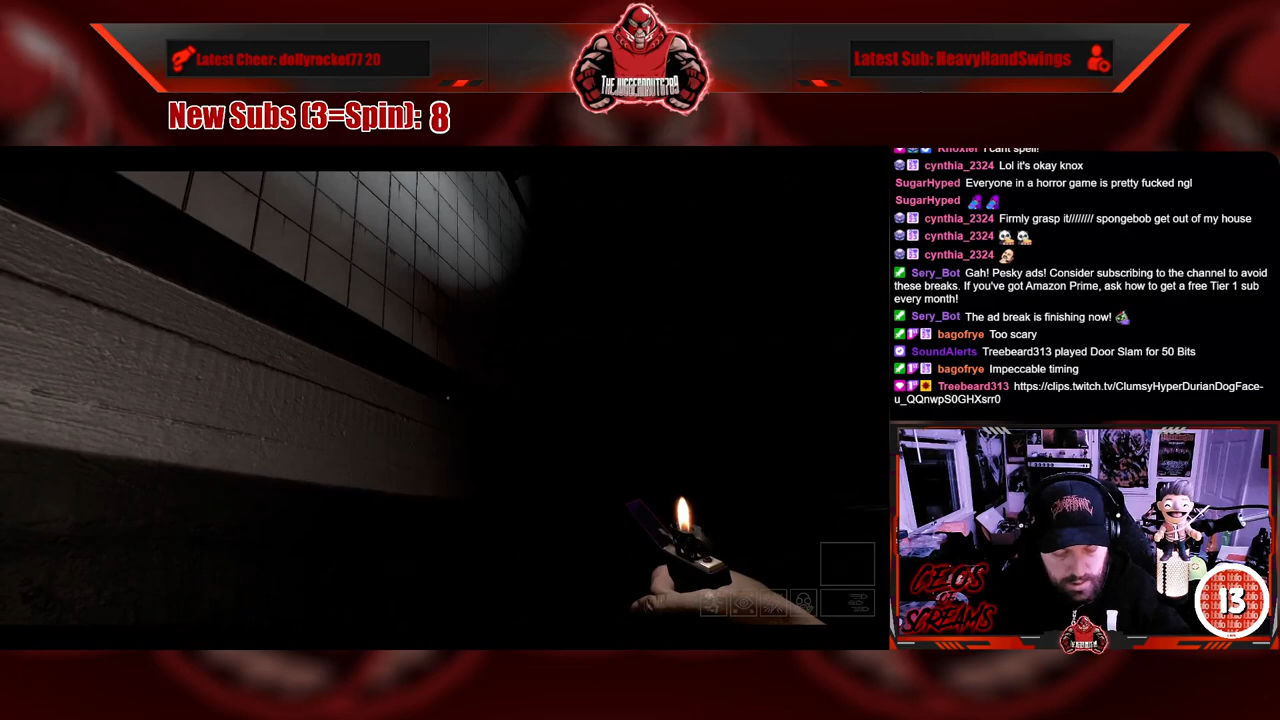 Latest Cheer: dollyrocket77 20
THEJUGGERNAUT6789
Latest Sub: HeavyHandSwings
New Subs (3=Spin): 8
Knoxier I cant spell!
cynthia_2324 Lol it's okay knox
SugarHyped Everyone in a horror game is pretty fucked ngl
SugarHyped
cynthia_2324 Firmly grasp it//////// spongebob get out of my house
cynthia_2324
cynthia_2324
Sery_Bot Gah! Pesky ads! Consider subscribing to the channel to avoid
these breaks. If you've got Amazon Prime, ask how to get a free Tier 1 sub
every month!
Sery_Bot The ad break is finishing now!
bagofrye Too scary
SoundAlerts Treebeard313 played Door Slam for 50 Bits
bagofrye Impeccable timing
Treebeard313 https://clips.twitch.tv/ClumsyHyperDurianDogFace-
u_QQnwpS0GHXsrr0
SCREAMS
13